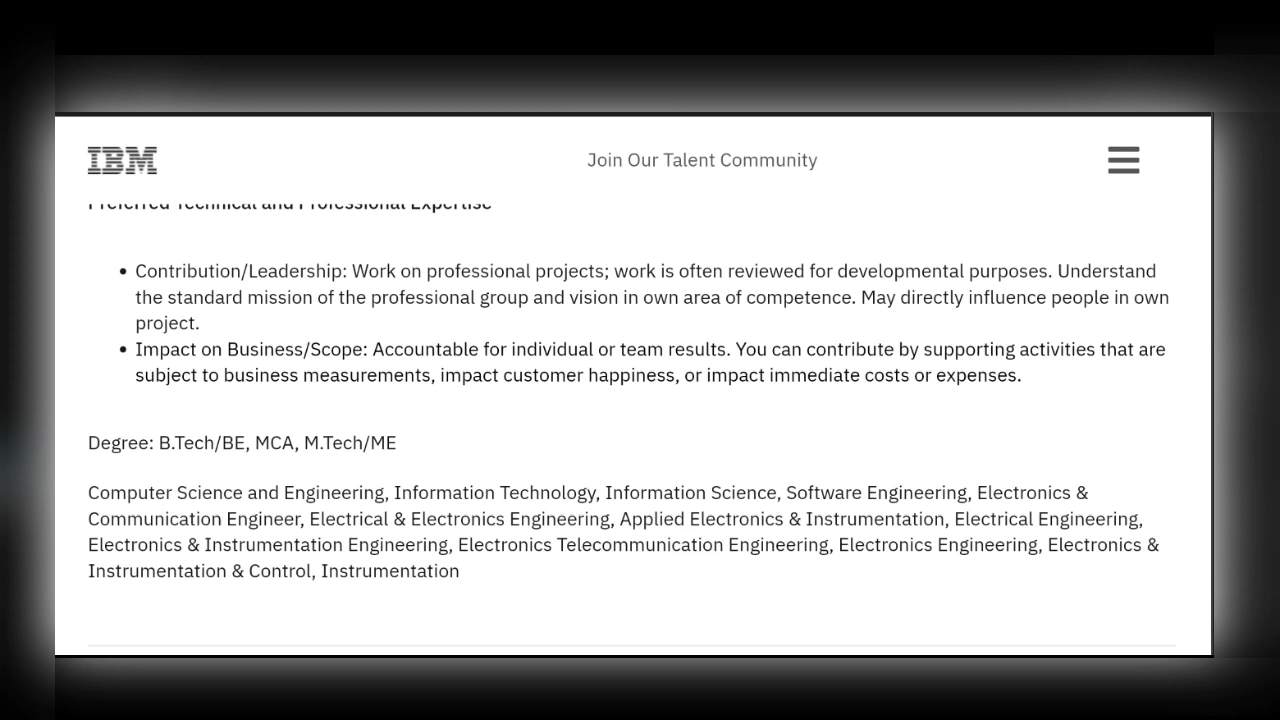 IBM
Join Our Talent Community
Preferred Technical and Professional Expertise
• Contribution/Leadership: Work on professional projects; work is often reviewed for developmental purposes. Understand
the standard mission of the professional group and vision in own area of competence. May directly influence people in own
project.
• Impact on Business/Scope: Accountable for individual or team results. You can contribute by supporting activities that are
subject to business measurements, impact customer happiness, or impact immediate costs or expenses.
Degree: B.Tech/BE, MCA, M.Tech/ME
Computer Science and Engineering, Information Technology, Information Science, Software Engineering, Electronics &
Communication Engineer, Electrical & Electronics Engineering, Applied Electronics & Instrumentation, Electrical Engineering,
Electronics & Instrumentation Engineering, Electronics Telecommunication Engineering, Electronics Engineering, Electronics &
Instrumentation & Control, Instrumentation